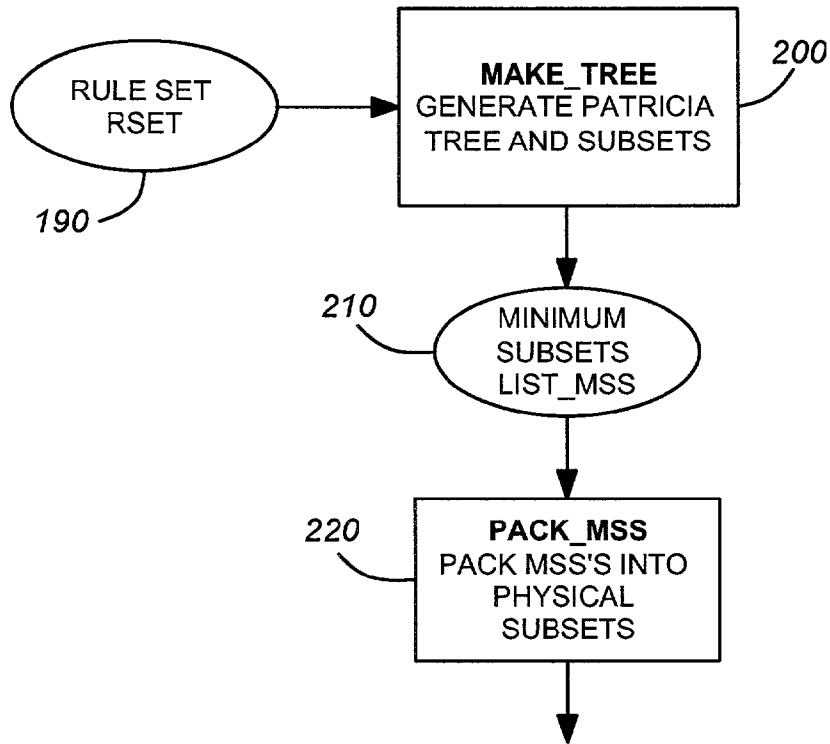 RULE SET
RSET
190
MAKE_TREE
GENERATE PATRICIA
TREE AND SUBSETS
200
210
MINIMUM
SUBSETS
LIST_MSS
220
PACK_MSS
PACK MSS'S INTO
PHYSICAL
SUBSETS